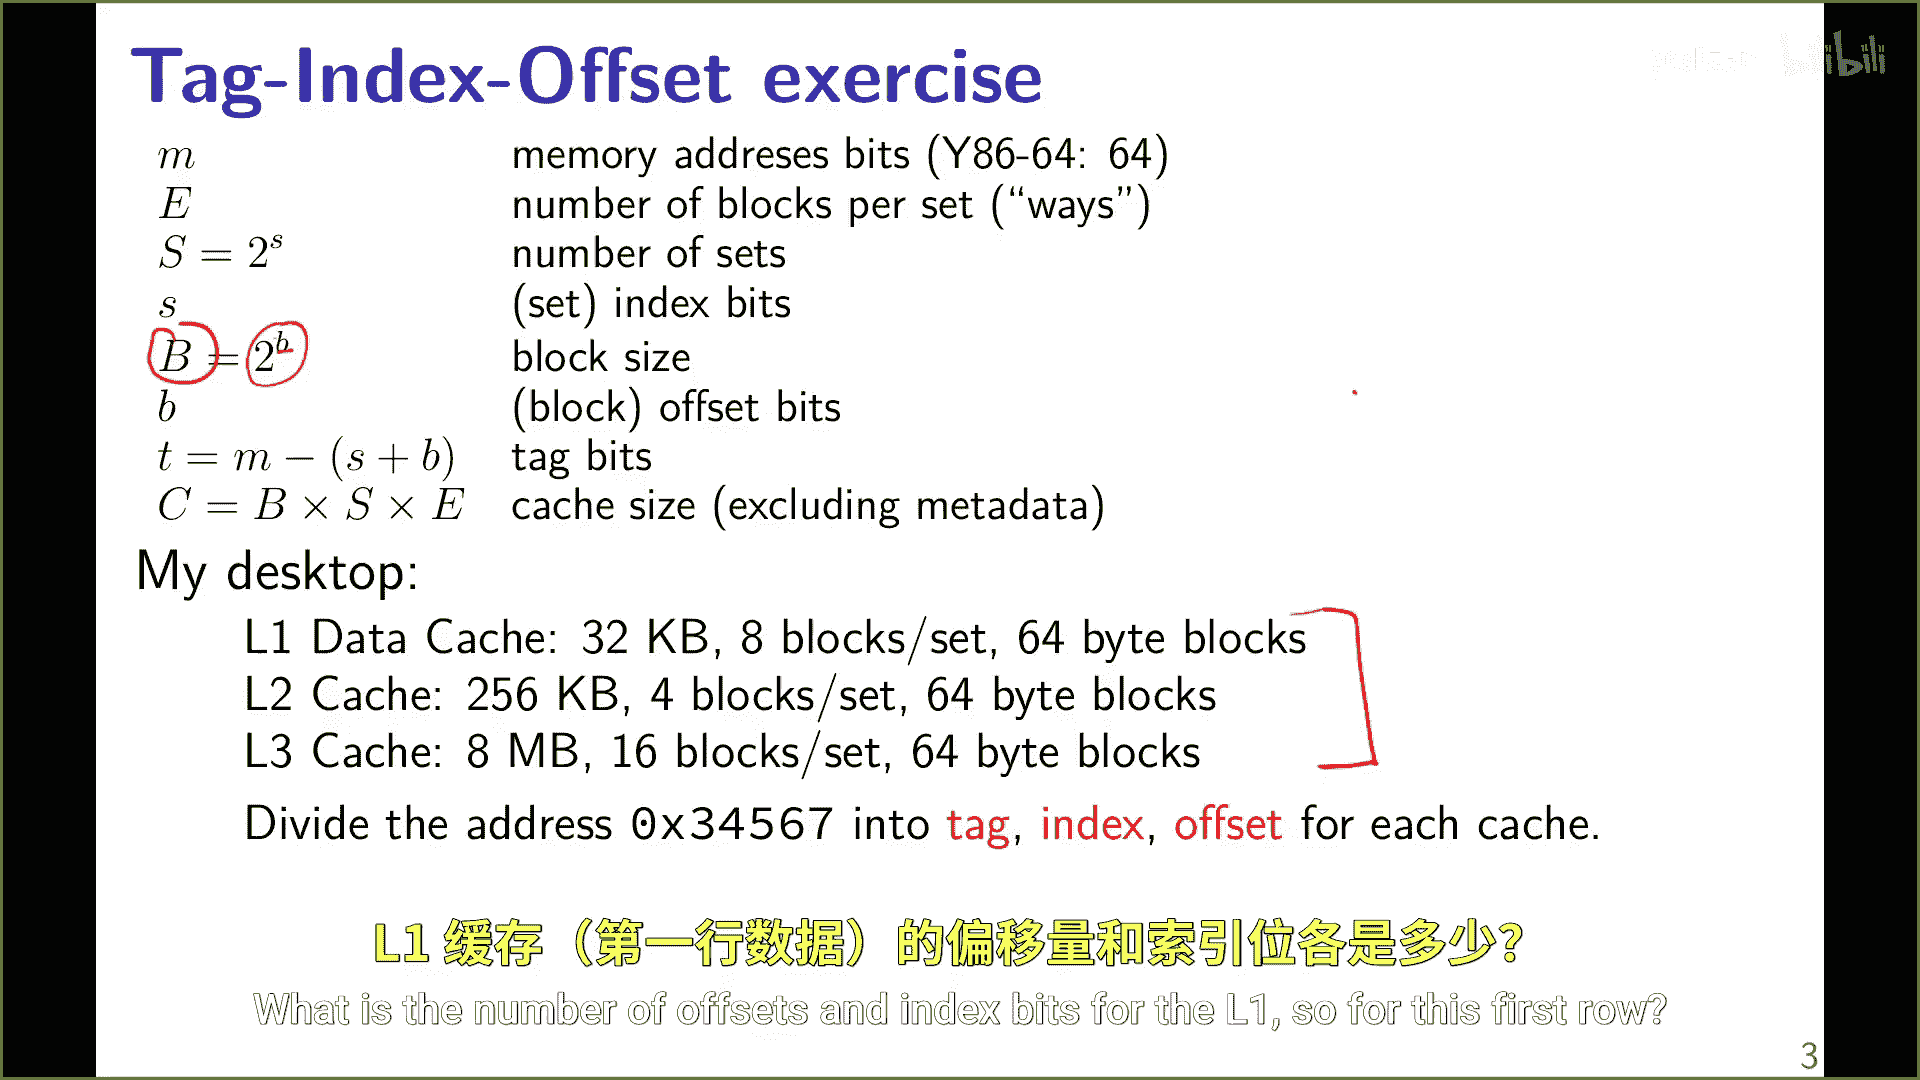 Tag-Index-Offset exercise
m memory addreses bits (Y86-64: 64)
E number of blocks per set (“ways”)
S = 2^s number of sets
s (set) index bits
B = 2^b block size
b (block) offset bits
t = m − (s + b) tag bits
C = B × S × E cache size (excluding metadata)
My desktop:
L1 Data Cache: 32 KB, 8 blocks/set, 64 byte blocks
L2 Cache: 256 KB, 4 blocks/set, 64 byte blocks
L3 Cache: 8 MB, 16 blocks/set, 64 byte blocks
Divide the address 0x34567 into tag, index, offset for each cache.
L1 缓存（第一行数据）的偏移量和索引位各是多少?
What is the number of offsets and index bits for the L1, so for this first row?
3